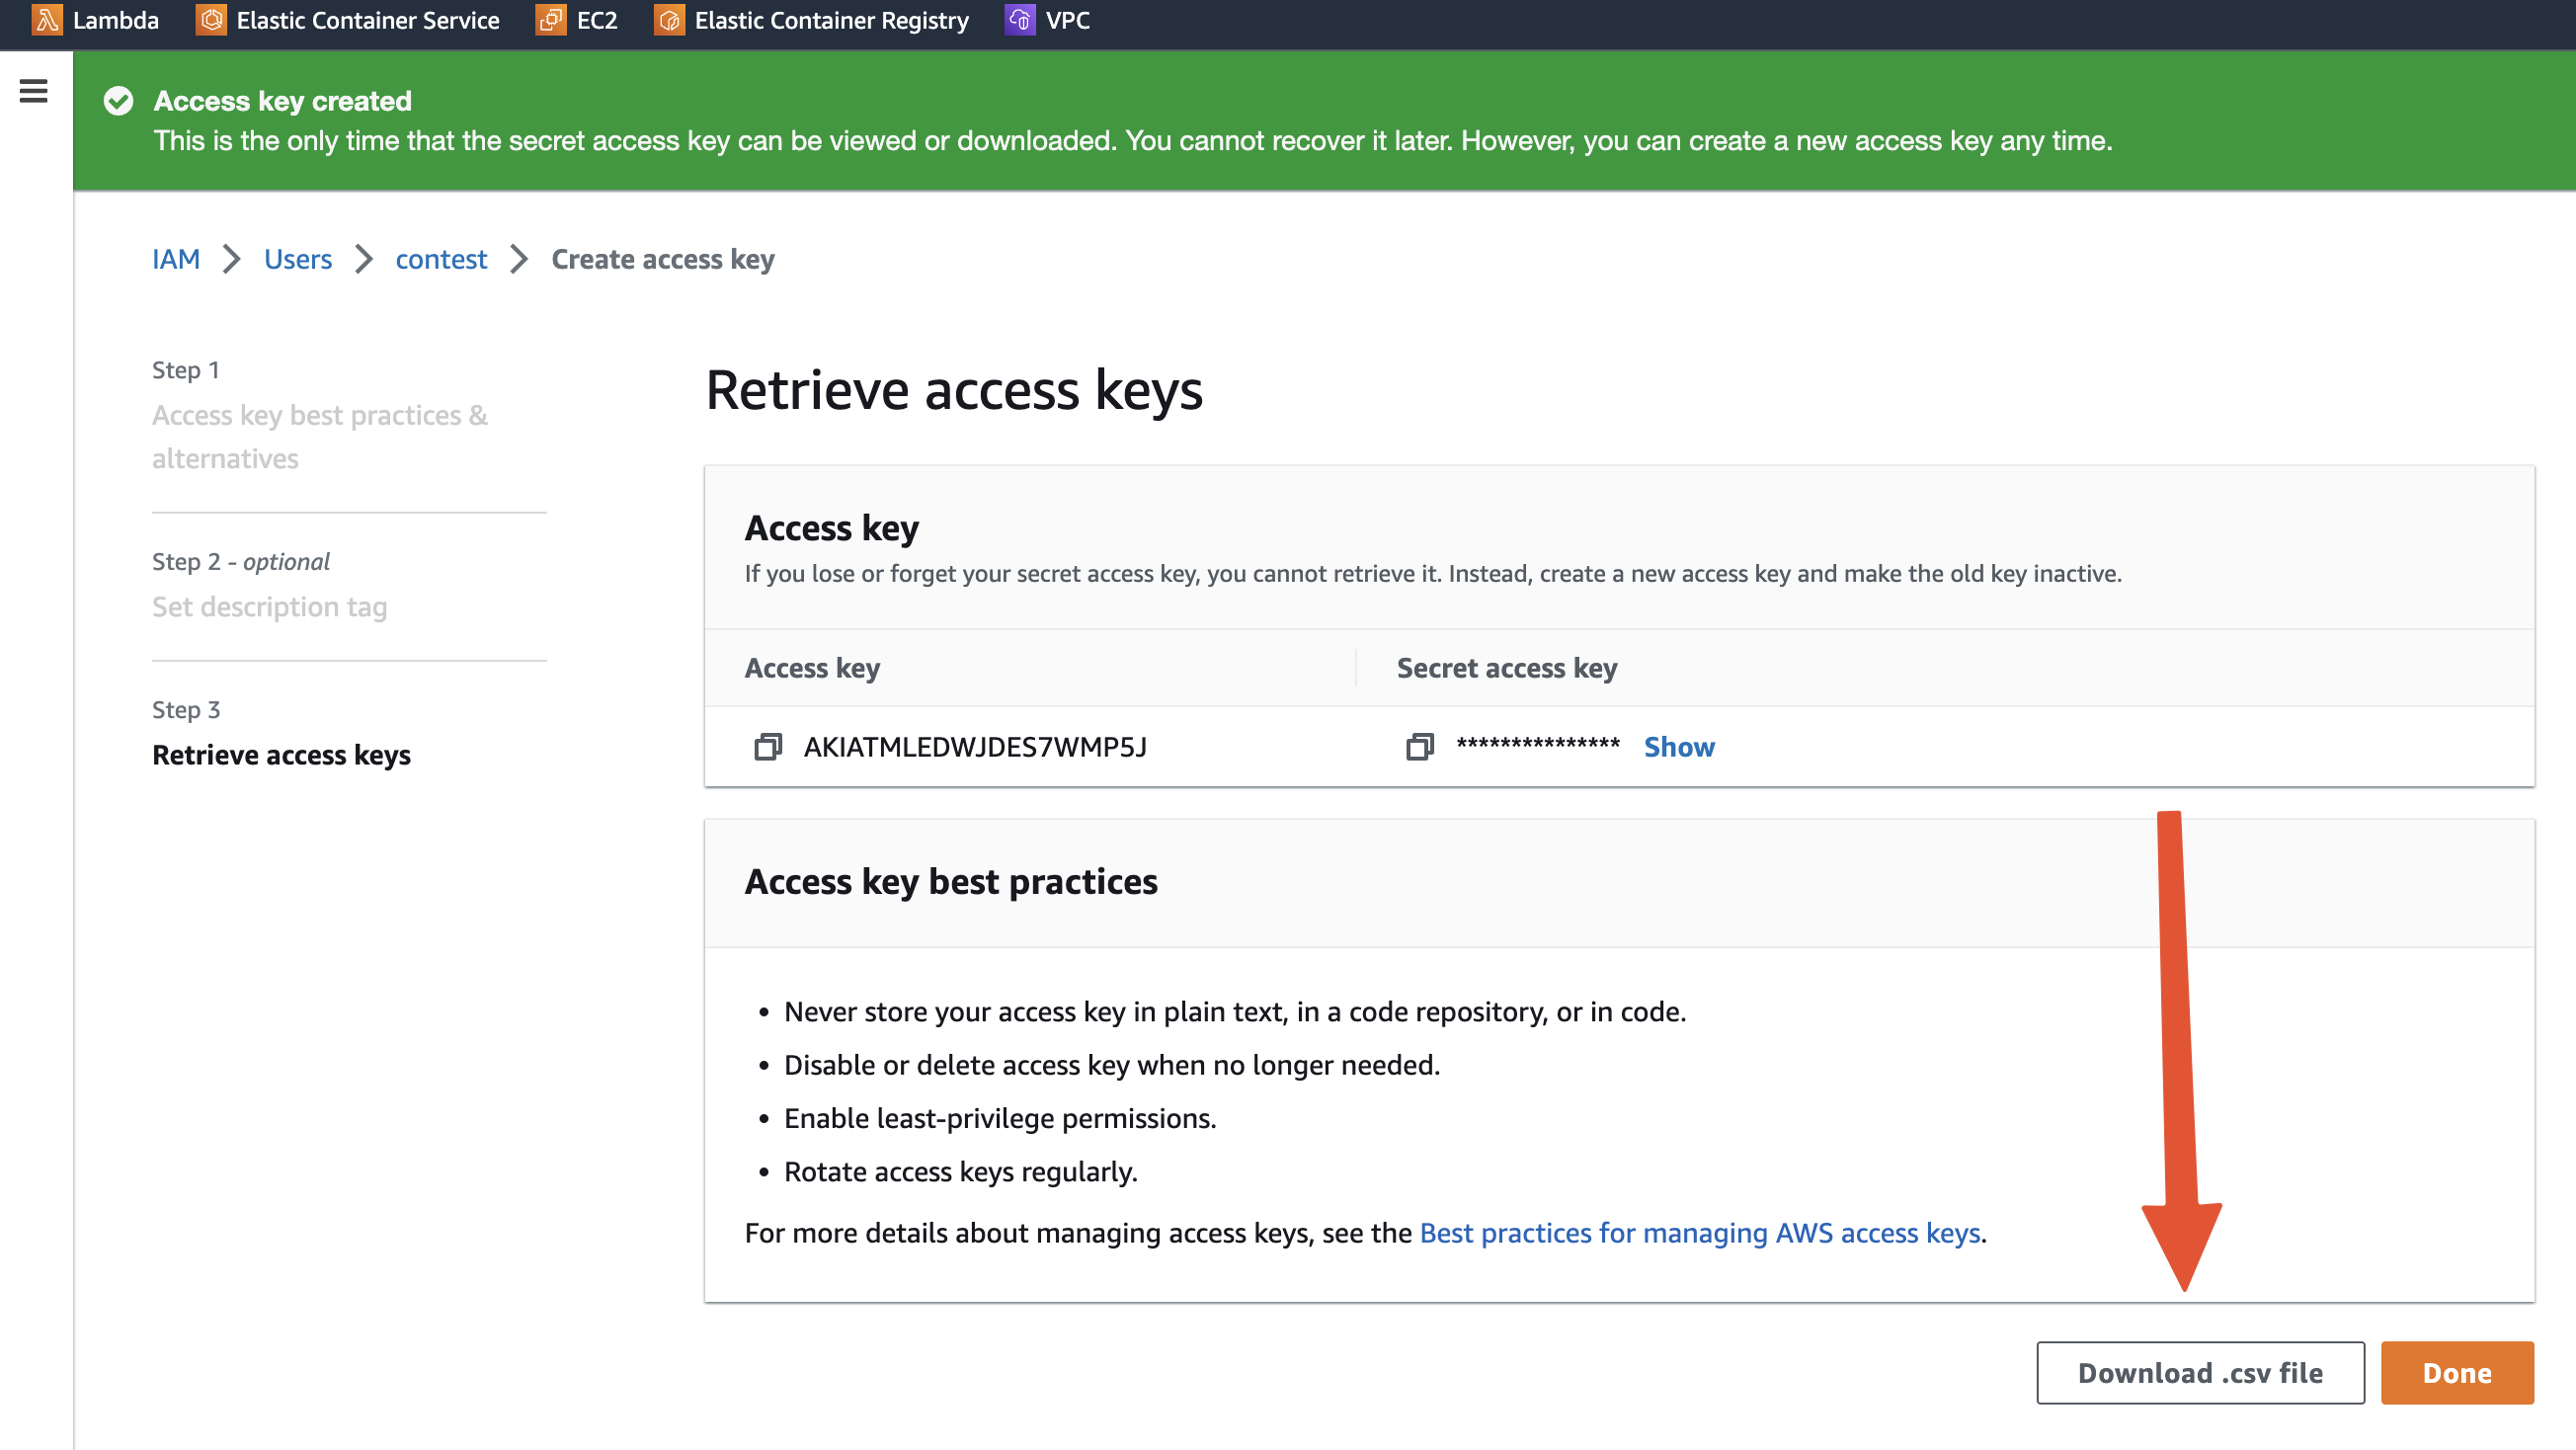 Lambda Elastic Container Service EC2 Elastic Container Registry VPC
Access key created
This is the only time that the secret access key can be viewed or downloaded. You cannot recover it later. However, you can create a new access key any time.
IAM Users contest Create access key
Step 1
Access key best practices &
alternatives
Step 2 - optional
Set description tag
Step 3
Retrieve access keys
Retrieve access keys
Access key
If you lose or forget your secret access key, you cannot retrieve it. Instead, create a new access key and make the old key inactive.
Access key Secret access key
AKIATMLEDWJDES7WMP5J *************** Show
Access key best practices
• Never store your access key in plain text, in a code repository, or in code.
• Disable or delete access key when no longer needed.
• Enable least-privilege permissions.
• Rotate access keys regularly.
For more details about managing access keys, see the Best practices for managing AWS access keys.
Download .csv file Done